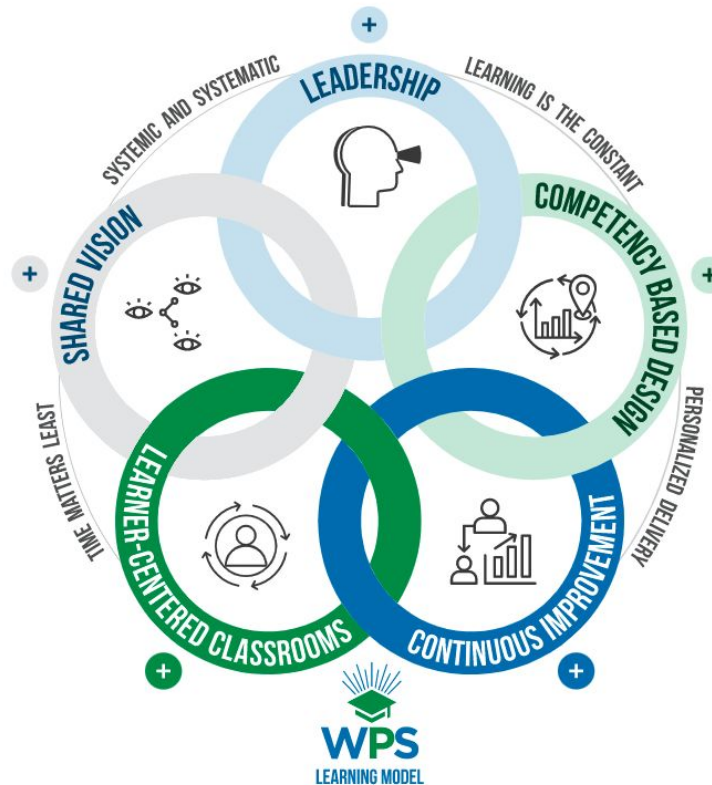 +
LEADERSHIP
SYSTEMIC AND SYSTEMATIC
LEARNING IS THE CONSTANT
SHARED VISION
COMPETENCY BASED DESIGN
+
+
TIME MATTERS LEAST
PERSONALIZED DELIVERY
LEARNER-CENTERED CLASSROOMS
CONTINUOUS IMPROVEMENT
+
+
WPS
LEARNING MODEL